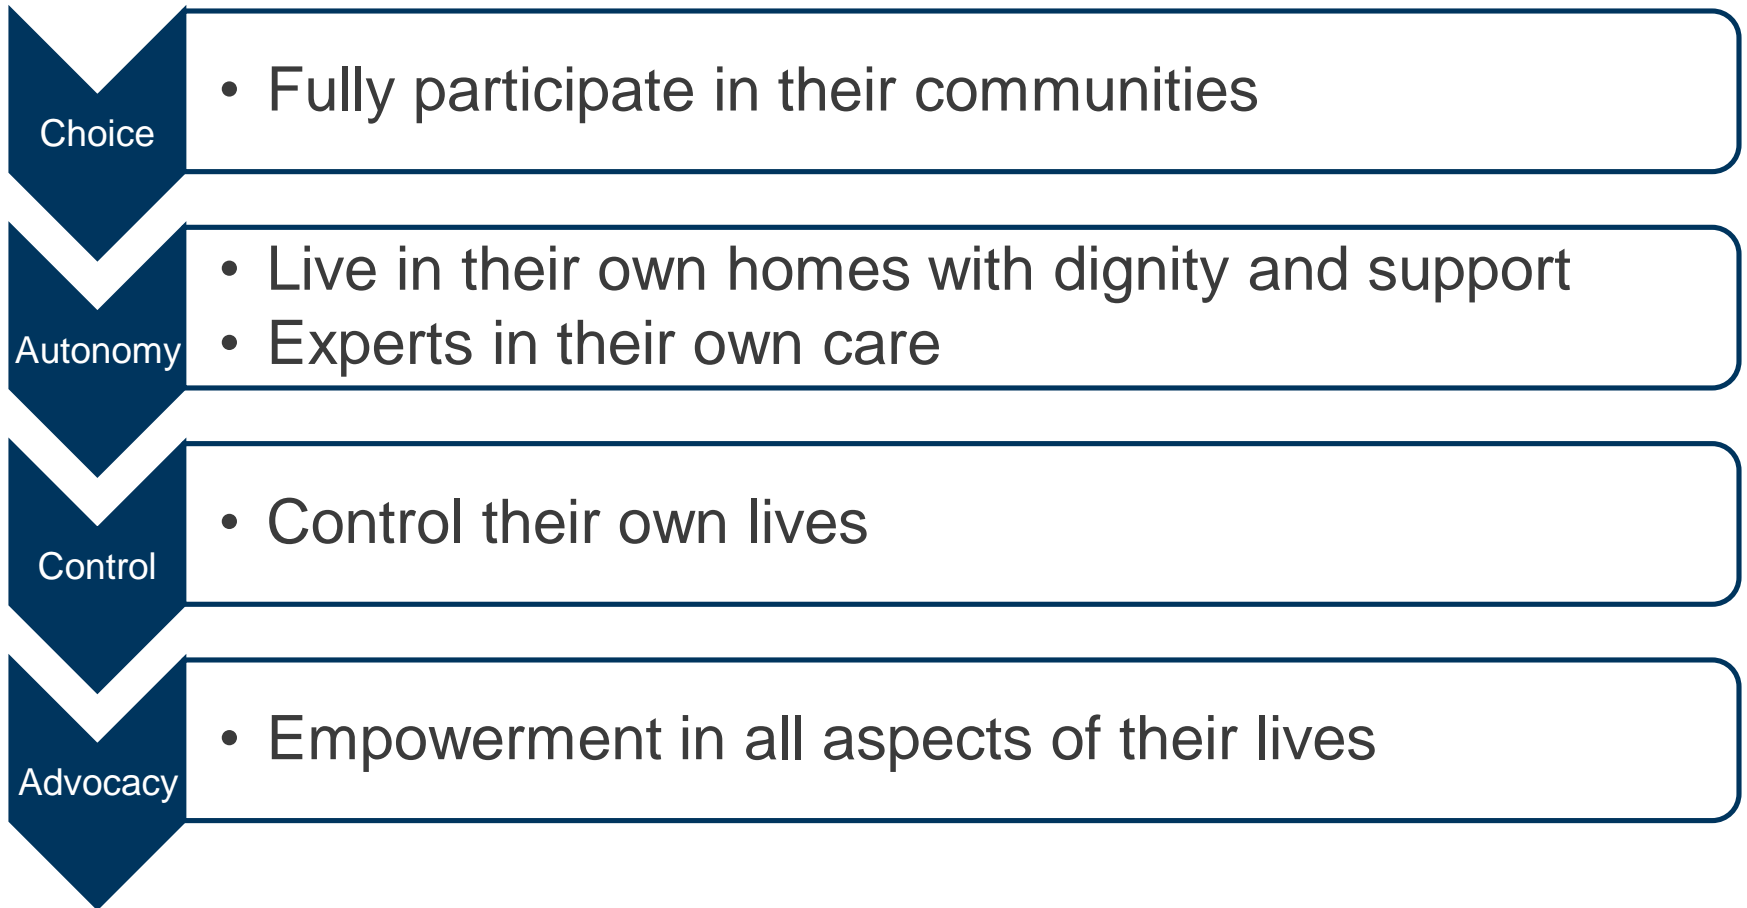 Choice
• Fully participate in their communities
Autonomy
• Live in their own homes with dignity and support
• Experts in their own care
Control
• Control their own lives
Advocacy
• Empowerment in all aspects of their lives